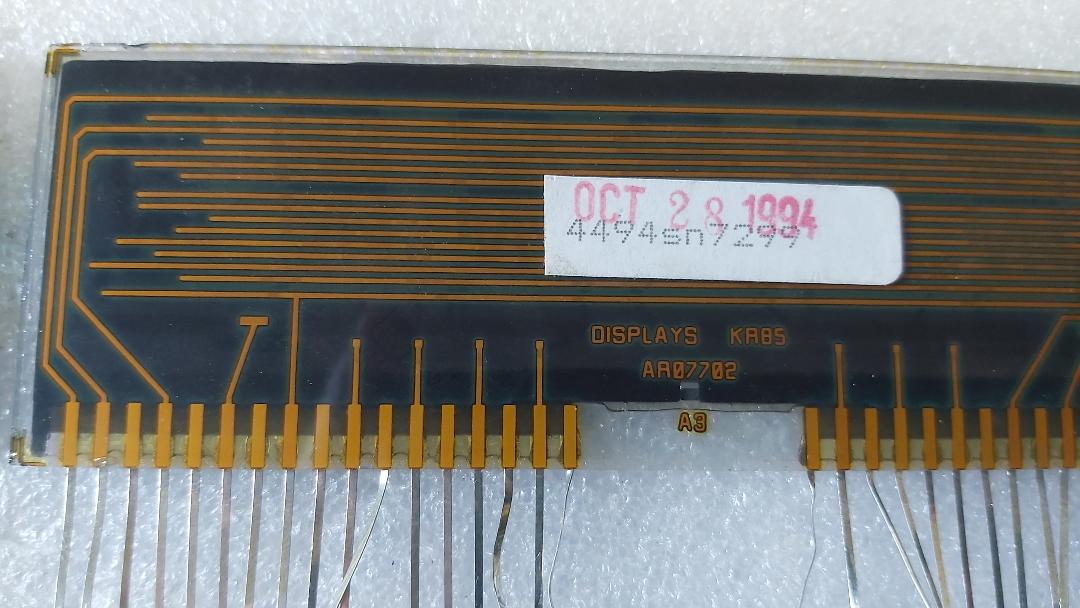 OCT 28 1994
4494sn7299
DISPLAYS KR85
AR07702
A3